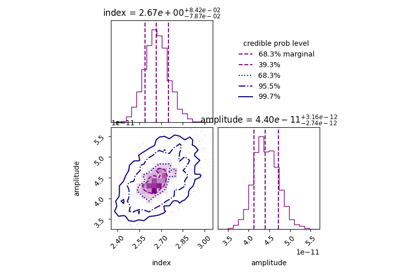 index = 2.67e+00+8.42e−02−7.87e−02
credible prob level
68.3% marginal
39.3%
68.3%
95.5%
99.7%
1e−11
amplitude = 4.40e−11+3.16e−12−2.74e−12
5.5
5.0
4.5
4.0
3.5
amplitude
2.40
2.55
2.70
2.85
3.00
index
3.5
4.0
4.5
5.0
5.5
1e−11
amplitude